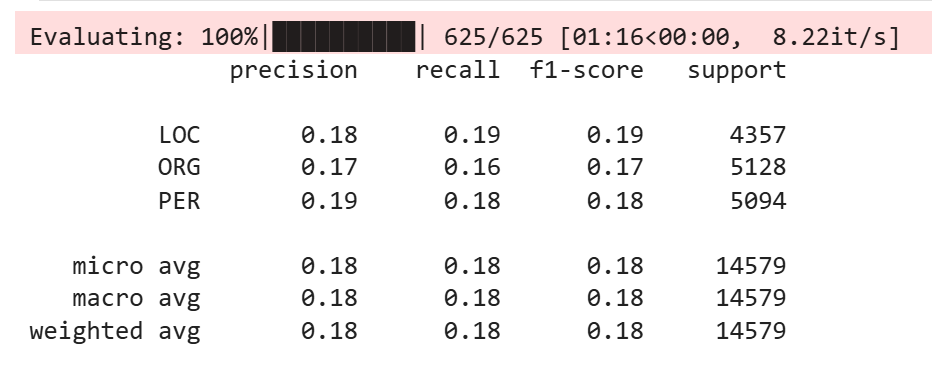 Evaluating: 100%|██████████| 625/625 [01:16<00:00,  8.22it/s]
precision recall f1-score support
LOC 0.18 0.19 0.19 4357
ORG 0.17 0.16 0.17 5128
PER 0.19 0.18 0.18 5094
micro avg 0.18 0.18 0.18 14579
macro avg 0.18 0.18 0.18 14579
weighted avg 0.18 0.18 0.18 14579